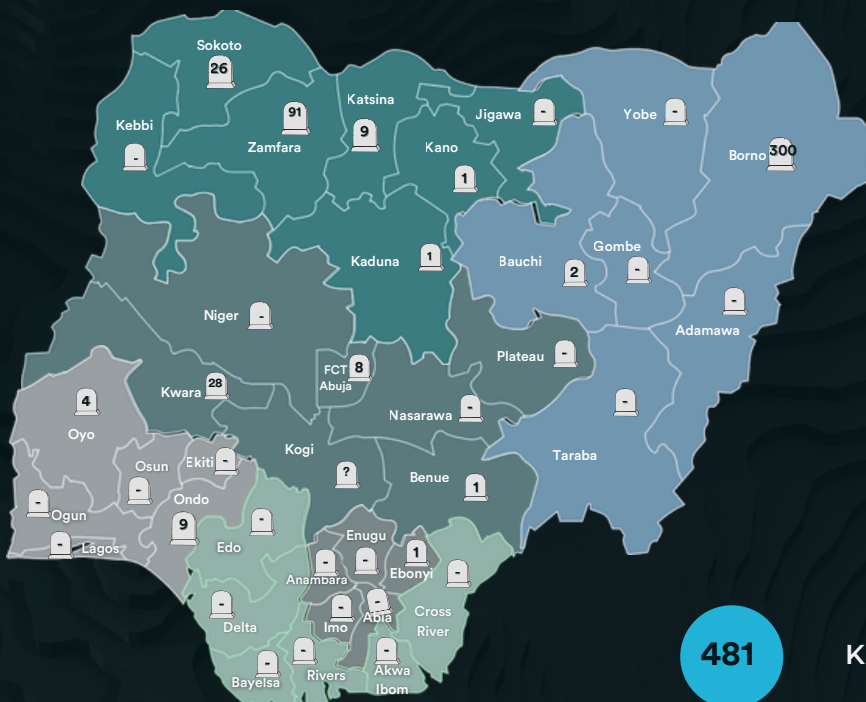 Sokoto
26
Katsina
9
Kebbi
-
91
Zamfara
Kano
1
Jigawa -
Yobe -
Borno 300
Kaduna 1
Bauchi
2
Gombe
-
-
Adamawa
Niger -
FCT
Abuja
8
Plateau -
Kwara 28
Nasarawa -
-
Taraba
4
Oyo
Kogi
?
Benue
1
Osun
-
Ekiti -
-
Ogun
Ondo
9
- Lagos
Edo
-
Enugu
-
-
Anambara
1
Ebonyi
-
-
Delta
-
Imo
-
Abia
Cross
River
-
Bayelsa
-
Rivers
-
Akwa
Ibom
481
K